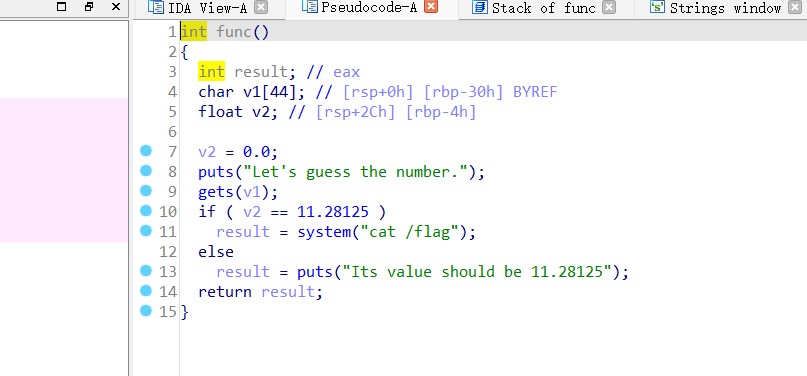 IDA View-A Pseudocode-A Stack of func Strings window
1 int func()
2 {
3   int result; // eax
4   char v1[44]; // [rsp+0h] [rbp-30h] BYREF
5   float v2; // [rsp+2Ch] [rbp-4h]
6
7   v2 = 0.0;
8   puts("Let's guess the number.");
9   gets(v1);
10   if ( v2 == 11.28125 )
11     result = system("cat /flag");
12   else
13     result = puts("Its value should be 11.28125");
14   return result;
15 }